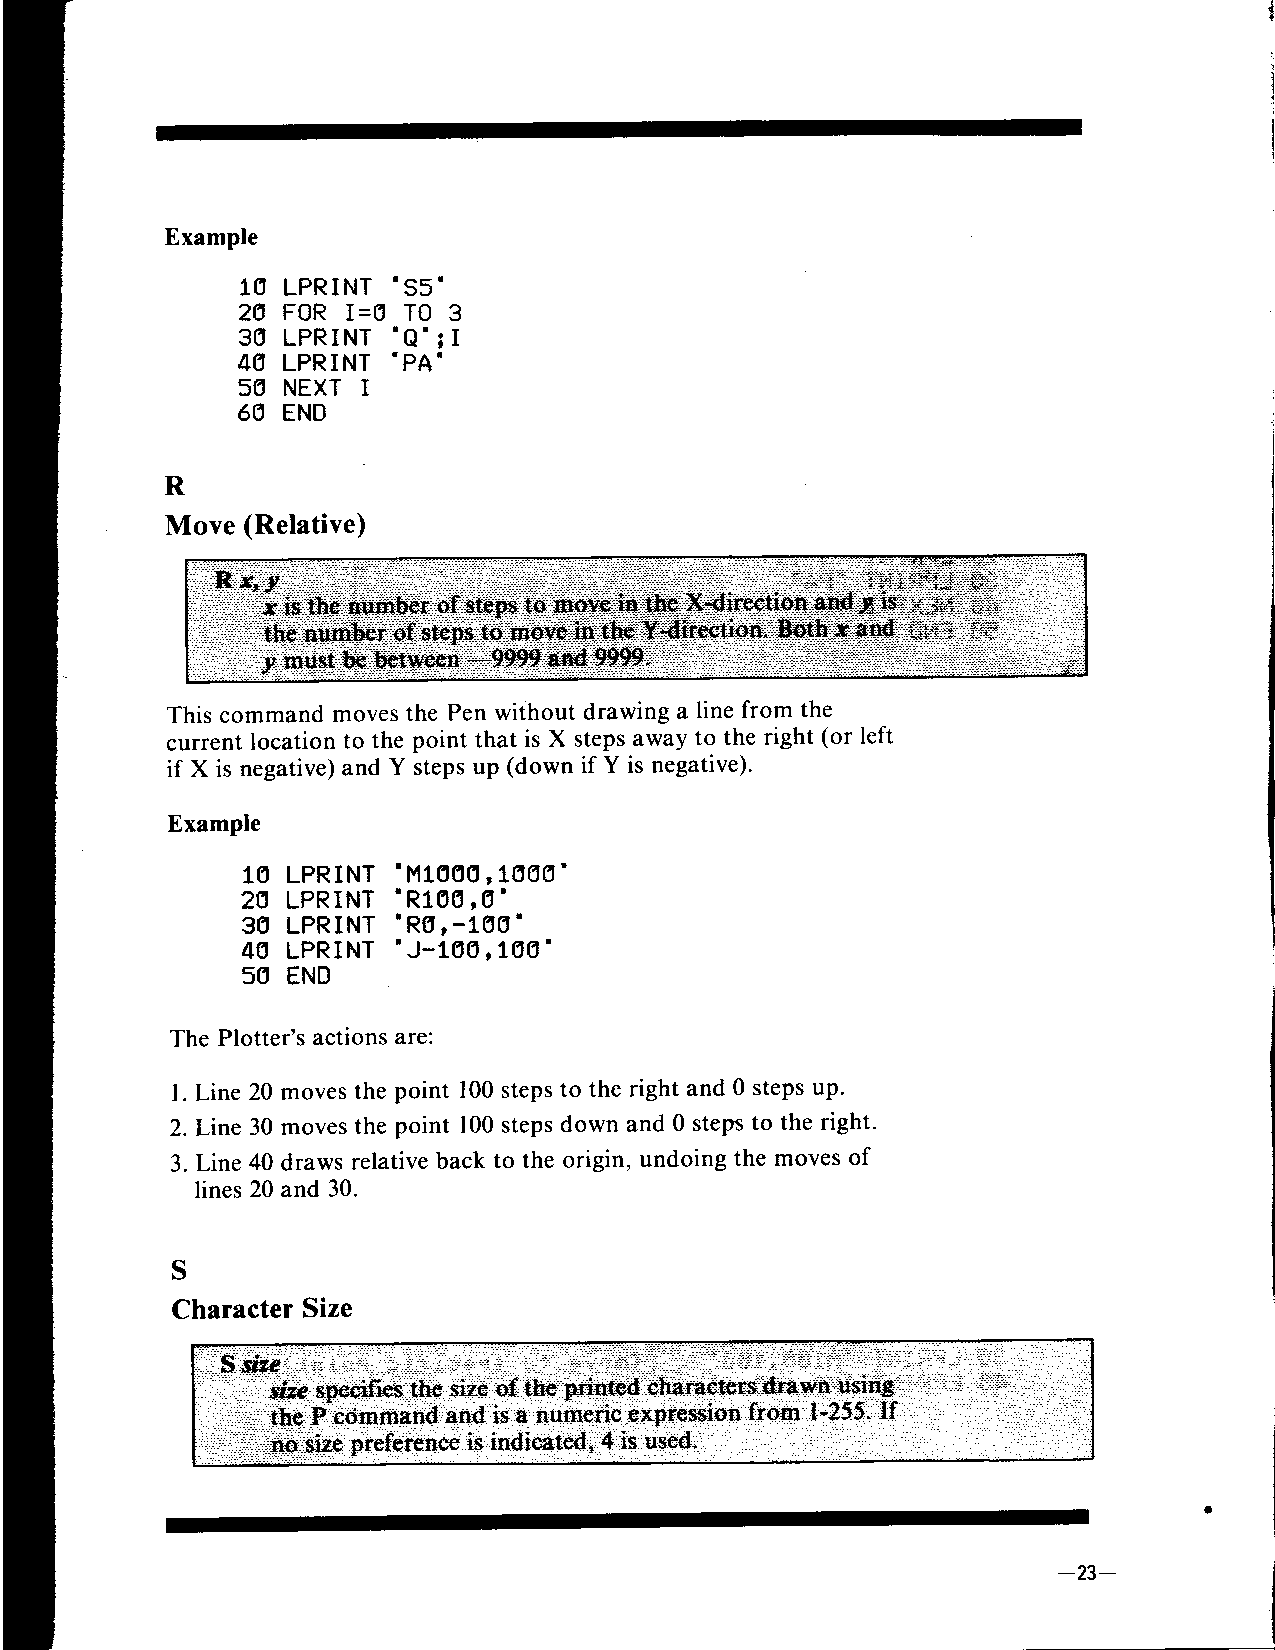 Example
10 LPRINT "S5"
20 FOR I=0 TO 3
30 LPRINT "Q";I
40 LPRINT "PA"
50 NEXT I
60 END
R
Move (Relative)
R x, y
x is the number of steps to move in the X-direction and y is
the number of steps to move in the Y-direction. Both x and
y must be between —9999 and 9999.
This command moves the Pen without drawing a line from the
current location to the point that is X steps away to the right (or left
if X is negative) and Y steps up (down if Y is negative).
Example
10 LPRINT "M1000,1000"
20 LPRINT "R100,0"
30 LPRINT "R0,-100"
40 LPRINT "J-100,100"
50 END
The Plotter's actions are:
1. Line 20 moves the point 100 steps to the right and 0 steps up.
2. Line 30 moves the point 100 steps down and 0 steps to the right.
3. Line 40 draws relative back to the origin, undoing the moves of
lines 20 and 30.
S
Character Size
S size
size specifies the size of the printed characters drawn using
the P command and is a numeric expression from 1-255. If
no size preference is indicated, 4 is used.
—23—